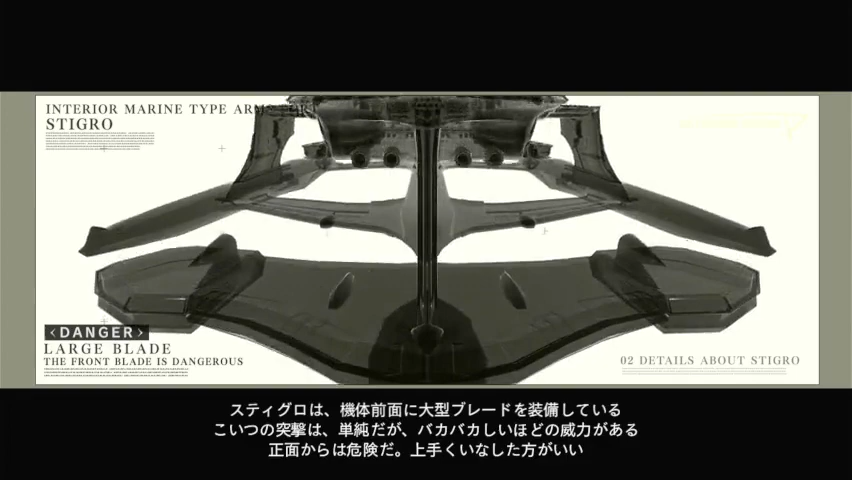 INTERIOR MARINE TYPE ARMS FORT
STIGRO
‹DANGER›
LARGE BLADE
THE FRONT BLADE IS DANGEROUS
02 DETAILS ABOUT STIGRO
スティグロは、機体前面に大型ブレードを装備している
こいつの突撃は、単純だが、バカバカしいほどの威力がある
正面からは危険だ。上手くいなした方がいい